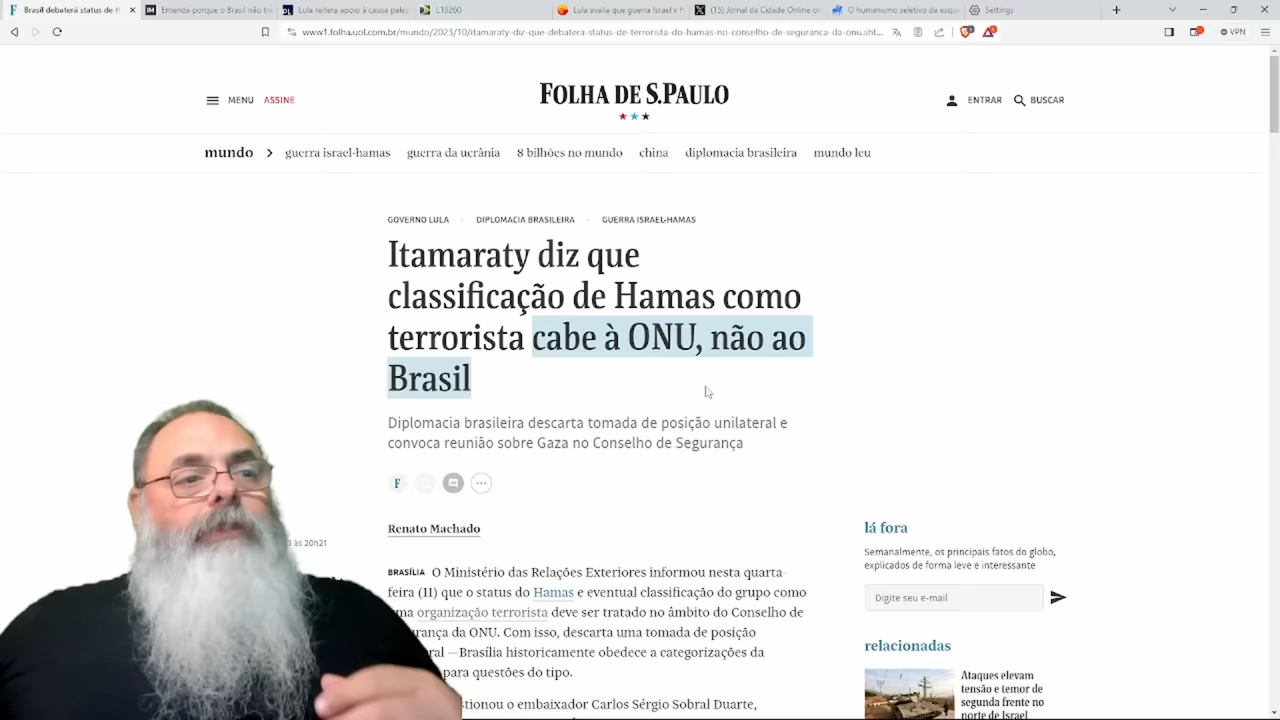 Brasil debaterá status de H
Entenda porque o Brasil não tr
Lula reitera apoio à causa pales
L13260
Lula avalia que guerra Israel x H
(15) Jornal da Cidade Online on
O humanismo seletivo da esqu
Settings
www1.folha.uol.com.br/mundo/2023/10/itamaraty-diz-que-debatera-status-de-terrorista-do-hamas-no-conselho-de-seguranca-da-onu.sht...
VPN
MENU ASSINE
FOLHA DE S.PAULO
ENTRAR BUSCAR
mundo > guerra israel-hamas guerra da ucrânia 8 bilhões no mundo china diplomacia brasileira mundo leu
GOVERNO LULA DIPLOMACIA BRASILEIRA GUERRA ISRAEL-HAMAS
Itamaraty diz que
classificação de Hamas como
terrorista cabe à ONU, não ao
Brasil
Diplomacia brasileira descarta tomada de posição unilateral e
convoca reunião sobre Gaza no Conselho de Segurança
F
Renato Machado
às 20h21
BRASÍLIA O Ministério das Relações Exteriores informou nesta quarta-
feira (11) que o status do Hamas e eventual classificação do grupo como
organização terrorista deve ser tratado no âmbito do Conselho de
da ONU. Com isso, descarta uma tomada de posição
—Brasília historicamente obedece a categorizações da
para questões do tipo.
o embaixador Carlos Sérgio Sobral Duarte,
lá fora
Semanalmente, os principais fatos do globo,
explicados de forma leve e interessante
Digite seu e-mail
relacionadas
Ataques elevam
tensão e temor de
segunda frente no
norte de Israel